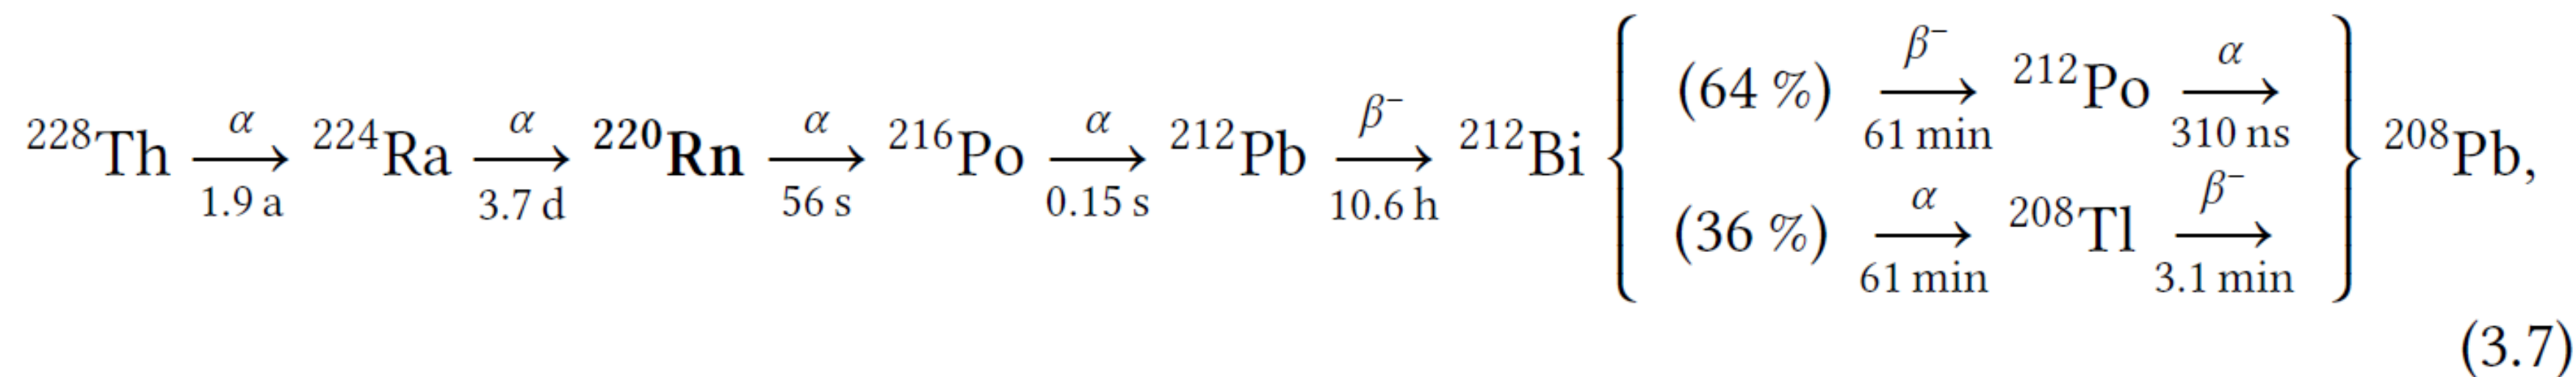 ²²⁸Th α→ 1.9 a ²²⁴Ra α→ 3.7 d ²²⁰Rn α→ 56 s ²¹⁶Po α→ 0.15 s ²¹²Pb β⁻→ 10.6 h ²¹²Bi { (64 %) β⁻→ 61 min ²¹²Po α→ 310 ns
(36 %) α→ 61 min ²⁰⁸Tl β⁻→ 3.1 min } ²⁰⁸Pb,
(3.7)